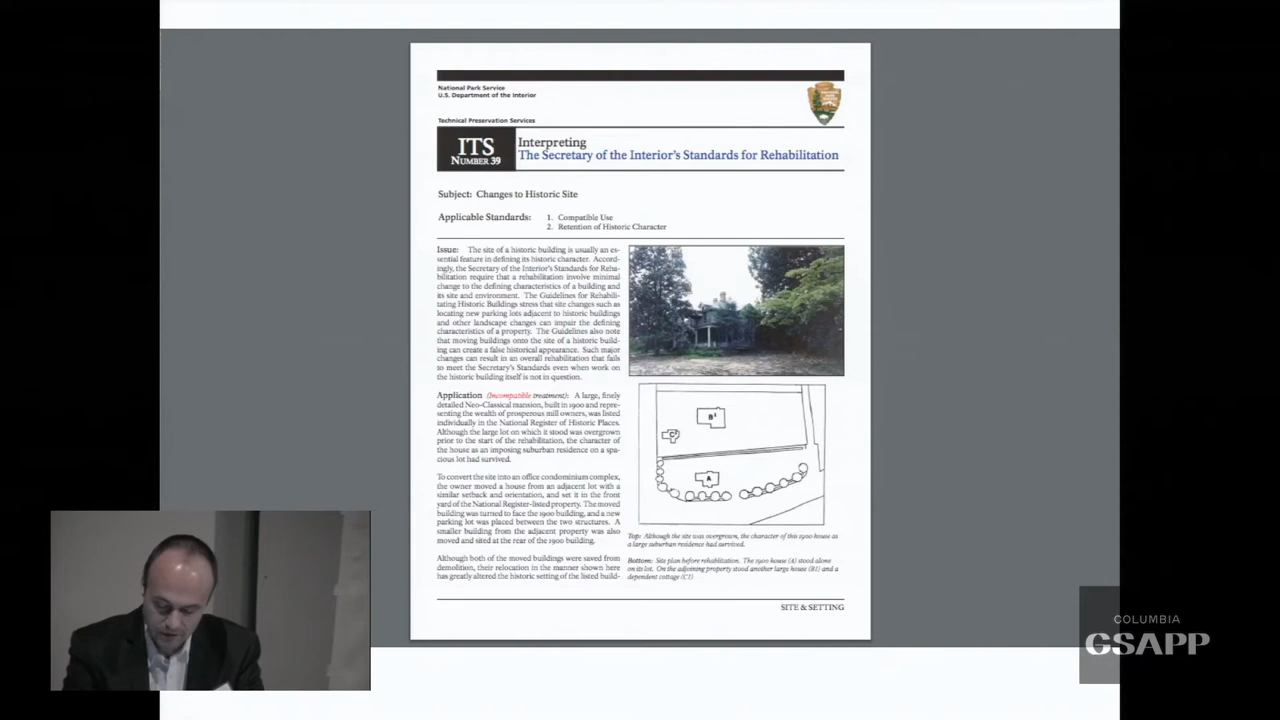 National Park Service
U.S. Department of the Interior
Technical Preservation Services
ITS
NUMBER 39
Interpreting
The Secretary of the Interior's Standards for Rehabilitation
Subject: Changes to Historic Site
Applicable Standards: 1. Compatible Use
2. Retention of Historic Character
Issue: The site of a historic building is usually an es-
sential feature in defining its historic character. Accord-
ingly, the Secretary of the Interior's Standards for Reha-
bilitation require that a rehabilitation involve minimal
change to the defining characteristics of a building and
its site and environment. The Guidelines for Rehabili-
tating Historic Buildings stress that site changes such as
locating new parking lots adjacent to historic buildings
and other landscape changes can impair the defining
characteristics of a property. The Guidelines also note
that moving buildings onto the site of a historic build-
ing can create a false historical appearance. Such major
changes can result in an overall rehabilitation that fails
to meet the Secretary's Standards even when work on
the historic building itself is not in question.
Application (Incompatible treatment): A large, finely
detailed Neo-Classical mansion, built in 1900 and repre-
senting the wealth of prosperous mill owners, was listed
individually in the National Register of Historic Places.
Although the large lot on which it stood was overgrown
prior to the start of the rehabilitation, the character of
the house as an imposing suburban residence on a spa-
cious lot had survived.
To convert the site into an office condominium complex,
the owner moved a house from an adjacent lot with a
similar setback and orientation, and set it in the front
yard of the National Register-listed property. The moved
building was turned to face the 1900 building, and a new
parking lot was placed between the two structures. A
smaller building from the adjacent property was also
moved and sited at the rear of the 1900 building.
Although both of the moved buildings were saved from
demolition, their relocation in the manner shown here
has greatly altered the historic setting of the listed build-
B¹
C¹
A
Top: Although the site was overgrown, the character of this 1900 house as
a large suburban residence had survived.
Bottom: Site plan before rehabilitation. The 1900 house (A) stood alone
on its lot. On the adjoining property stood another large house (B1) and a
dependent cottage (C1)
SITE & SETTING
COLUMBIA
GSAPP